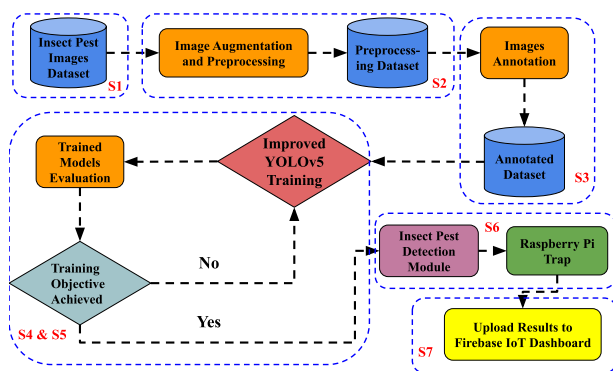 Insect Pest
Images
Dataset
S1
Image Augmentation
and Preprocessing
Preprocess-
ing Dataset
S2
Images
Annotation
Annotated
Dataset
S3
Improved
YOLOv5
Training
Trained
Models
Evaluation
Training
Objective
Achieved
No
Yes
S4 & S5
Insect Pest
Detection
Module
S6
Raspberry Pi
Trap
Upload Results to
Firebase IoT Dashboard
S7